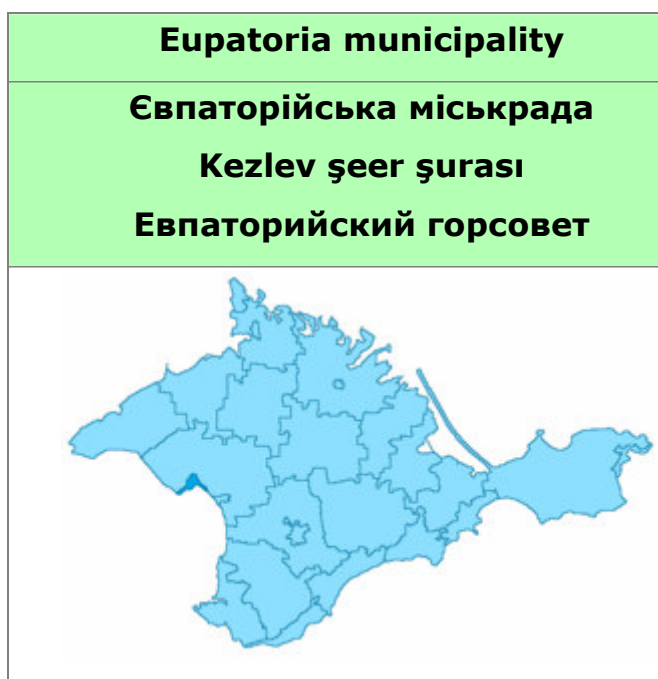 Eupatoria municipality
Євпаторійська міськрада
Kezlev şeer şurası
Евпаторийский горсовет